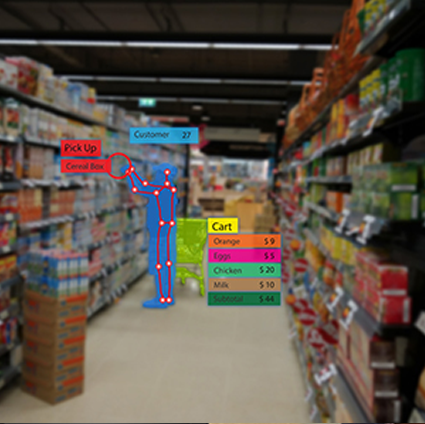 Customer 27
Pick Up
Cereal Box
Cart
Orange $ 9
Eggs $ 5
Chicken $ 20
Milk $ 10
Subtotal $ 44